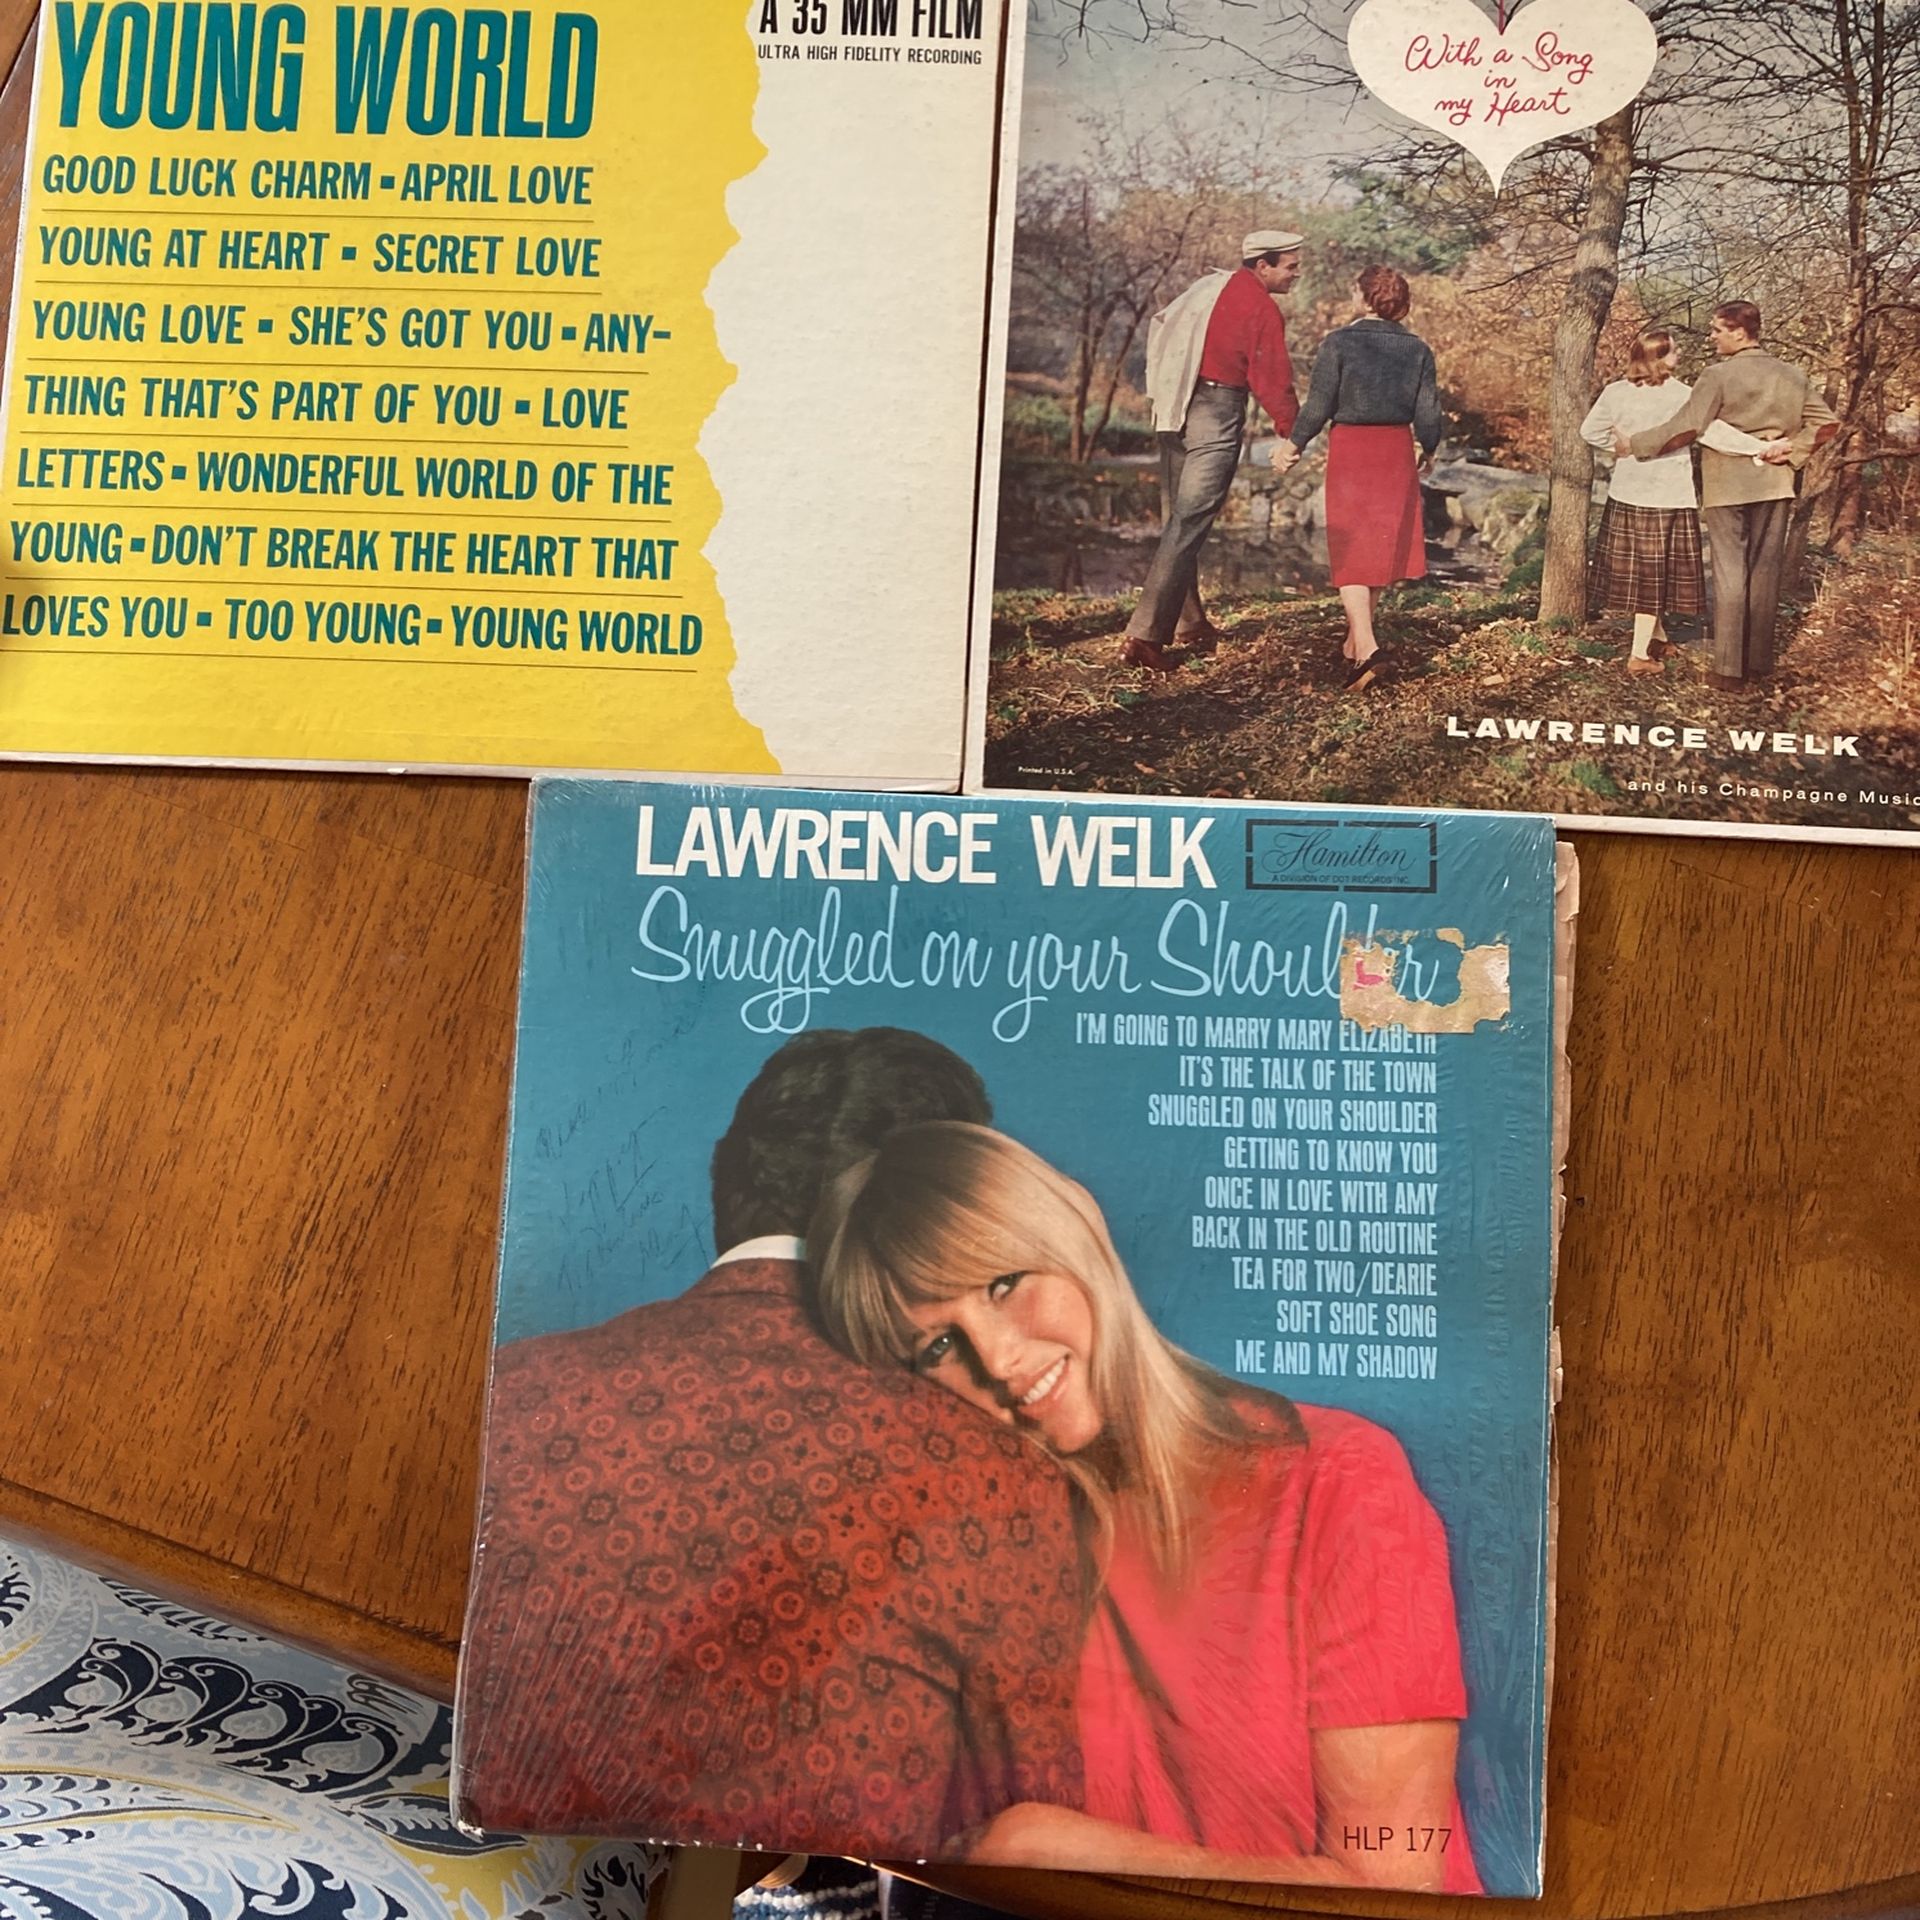 YOUNG WORLD
GOOD LUCK CHARM ▪ APRIL LOVE
YOUNG AT HEART ▪ SECRET LOVE
YOUNG LOVE ▪ SHE'S GOT YOU ▪ ANY-
THING THAT'S PART OF YOU ▪ LOVE
LETTERS ▪ WONDERFUL WORLD OF THE
YOUNG ▪ DON'T BREAK THE HEART THAT
LOVES YOU ▪ TOO YOUNG ▪ YOUNG WORLD
A 35 MM FILM
ULTRA HIGH FIDELITY RECORDING
With a Song
in
my Heart
LAWRENCE WELK
and his Champagne Music
Printed in U.S.A.
LAWRENCE WELK
Hamilton
A DIVISION OF DOT RECORDS INC.
Snuggled on your Shoulder
I'M GOING TO MARRY MARY ELIZABETH
IT'S THE TALK OF THE TOWN
SNUGGLED ON YOUR SHOULDER
GETTING TO KNOW YOU
ONCE IN LOVE WITH AMY
BACK IN THE OLD ROUTINE
TEA FOR TWO/DEARIE
SOFT SHOE SONG
ME AND MY SHADOW
HLP 177